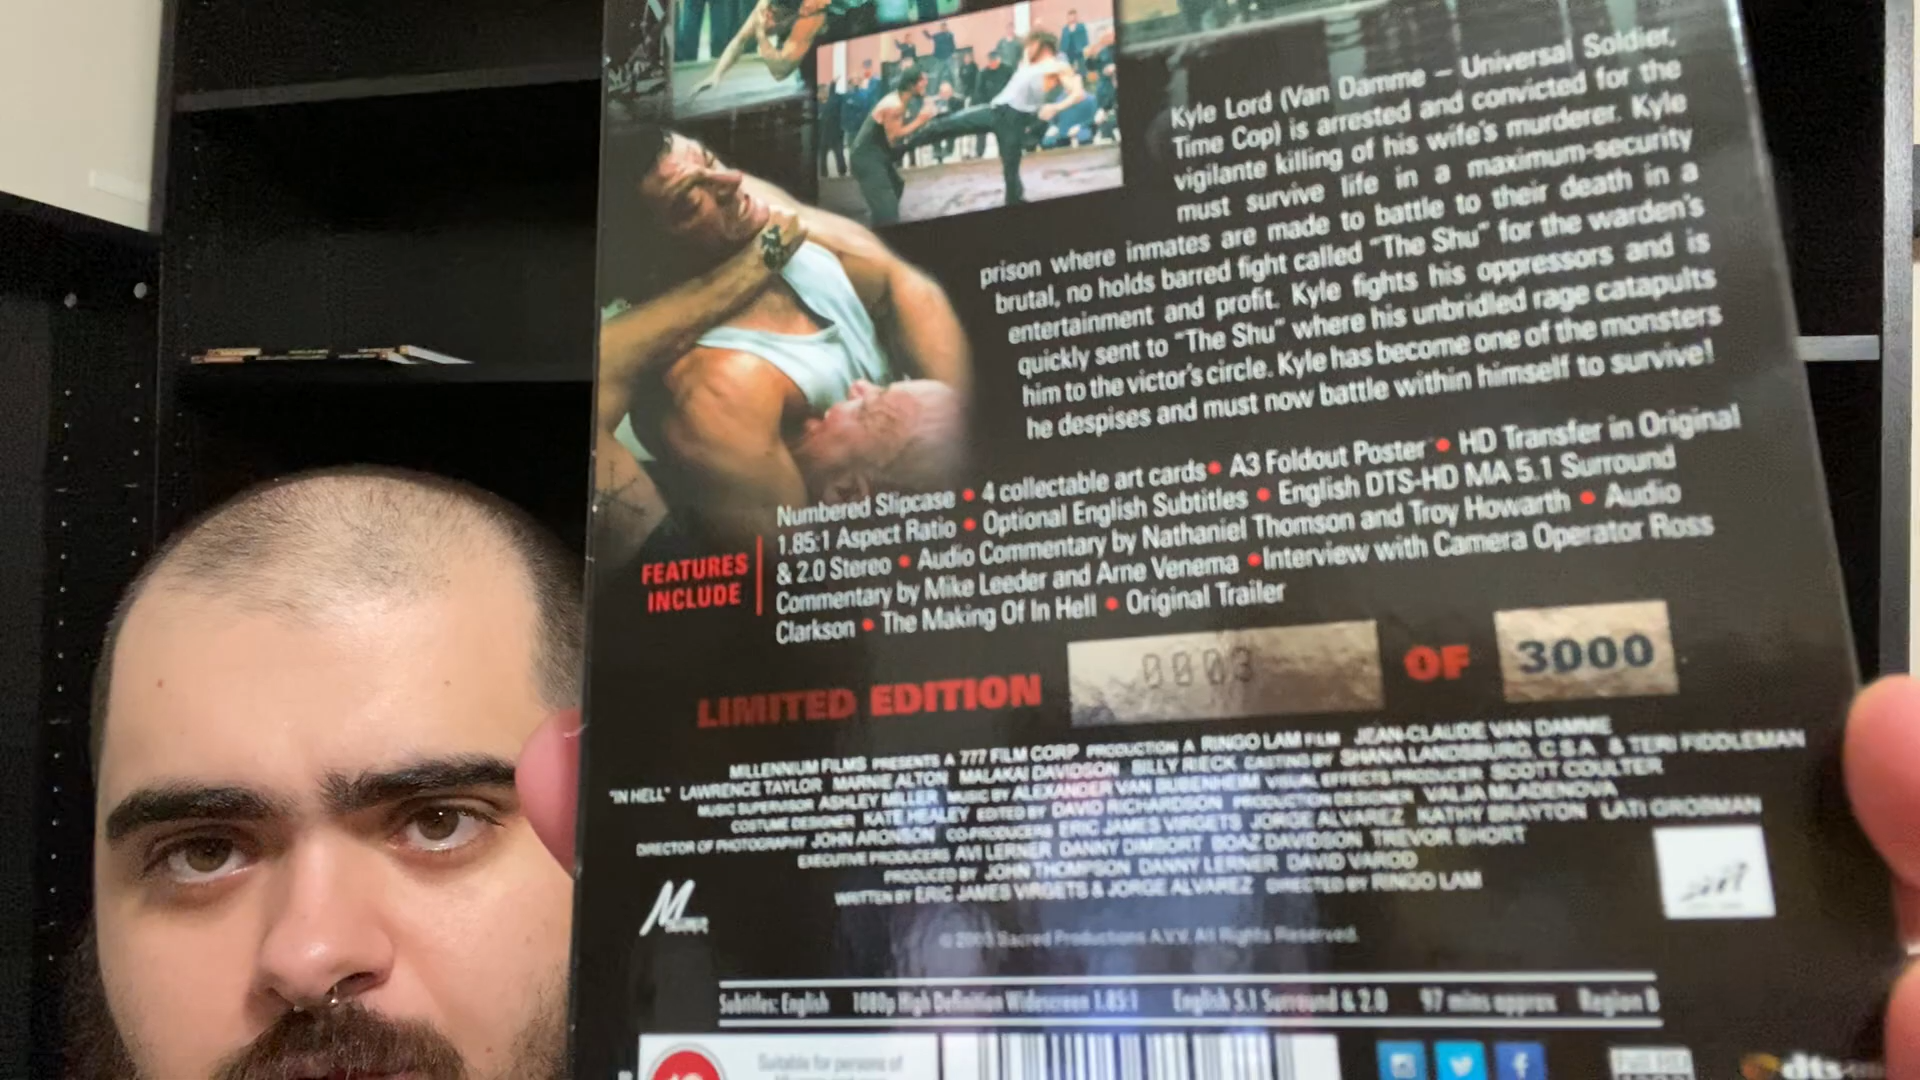 Kyle Lord (Van Damme – Universal Soldier,
Time Cop) is arrested and convicted for the
vigilante killing of his wife's murderer. Kyle
must survive life in a maximum-security
prison where inmates are made to battle to their death in a
brutal, no holds barred fight called "The Shu" for the warden's
entertainment and profit. Kyle fights his oppressors and is
quickly sent to "The Shu" where his unbridled rage catapults
him to the victor's circle. Kyle has become one of the monsters
he despises and must now battle within himself to survive!
FEATURES
INCLUDE
Numbered Slipcase • 4 collectable art cards • A3 Foldout Poster • HD Transfer in Original
1.85:1 Aspect Ratio • Optional English Subtitles • English DTS-HD MA 5.1 Surround
& 2.0 Stereo • Audio Commentary by Nathaniel Thomson and Troy Howarth • Audio
Commentary by Mike Leeder and Arne Venema • Interview with Camera Operator Ross
Clarkson • The Making Of In Hell • Original Trailer
LIMITED EDITION 0003 OF 3000
MILLENNIUM FILMS PRESENTS A 777 FILM CORP PRODUCTION A RINGO LAM FILM JEAN-CLAUDE VAN DAMME
"IN HELL" LAWRENCE TAYLOR MARNIE ALTON MALAKAI DAVIDSON BILLY RIECK CASTING BY SHANA LANDSBURG, C.S.A. & TERI FIDDLEMAN
MUSIC SUPERVISOR ASHLEY MILLER MUSIC BY ALEXANDER VAN BUBENHEIM VISUAL EFFECTS PRODUCER SCOTT COULTER
COSTUME DESIGNER KATE HEALEY EDITED BY DAVID RICHARDSON PRODUCTION DESIGNER VALJA MLADENOVA
DIRECTOR OF PHOTOGRAPHY JOHN ARONSON CO-PRODUCERS ERIC JAMES VIRGETS JORGE ALVAREZ KATHY BRAYTON LATI GROBMAN
EXECUTIVE PRODUCERS AVI LERNER DANNY DIMBORT BOAZ DAVIDSON TREVOR SHORT
PRODUCED BY JOHN THOMPSON DANNY LERNER DAVID VAROD
WRITTEN BY ERIC JAMES VIRGETS & JORGE ALVAREZ DIRECTED BY RINGO LAM
© 2003 Sacred Productions A.V.V. All Rights Reserved.
Subtitles: English 1080p High Definition Widescreen 1.85:1 English 5.1 Surround & 2.0 97 mins approx Region B
Suitable for persons of
dts